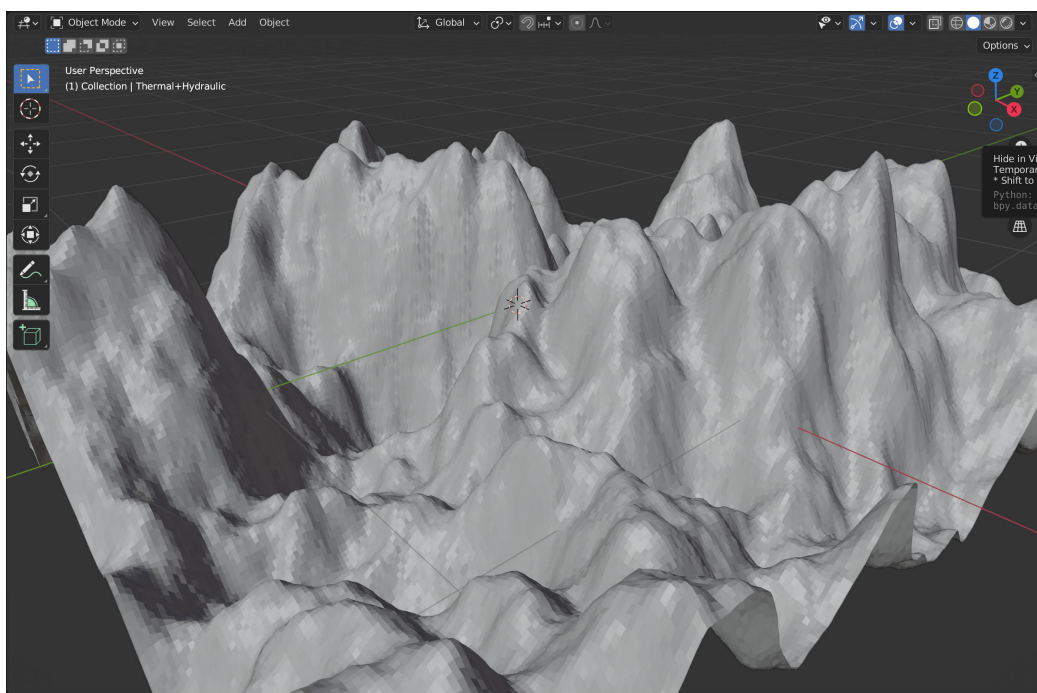 Object Mode View Select Add Object Global
Options
User Perspective
(1) Collection | Thermal+Hydraulic
Z
Y
X
Hide in Vi
Temporar
* Shift to
Python:
bpy.data